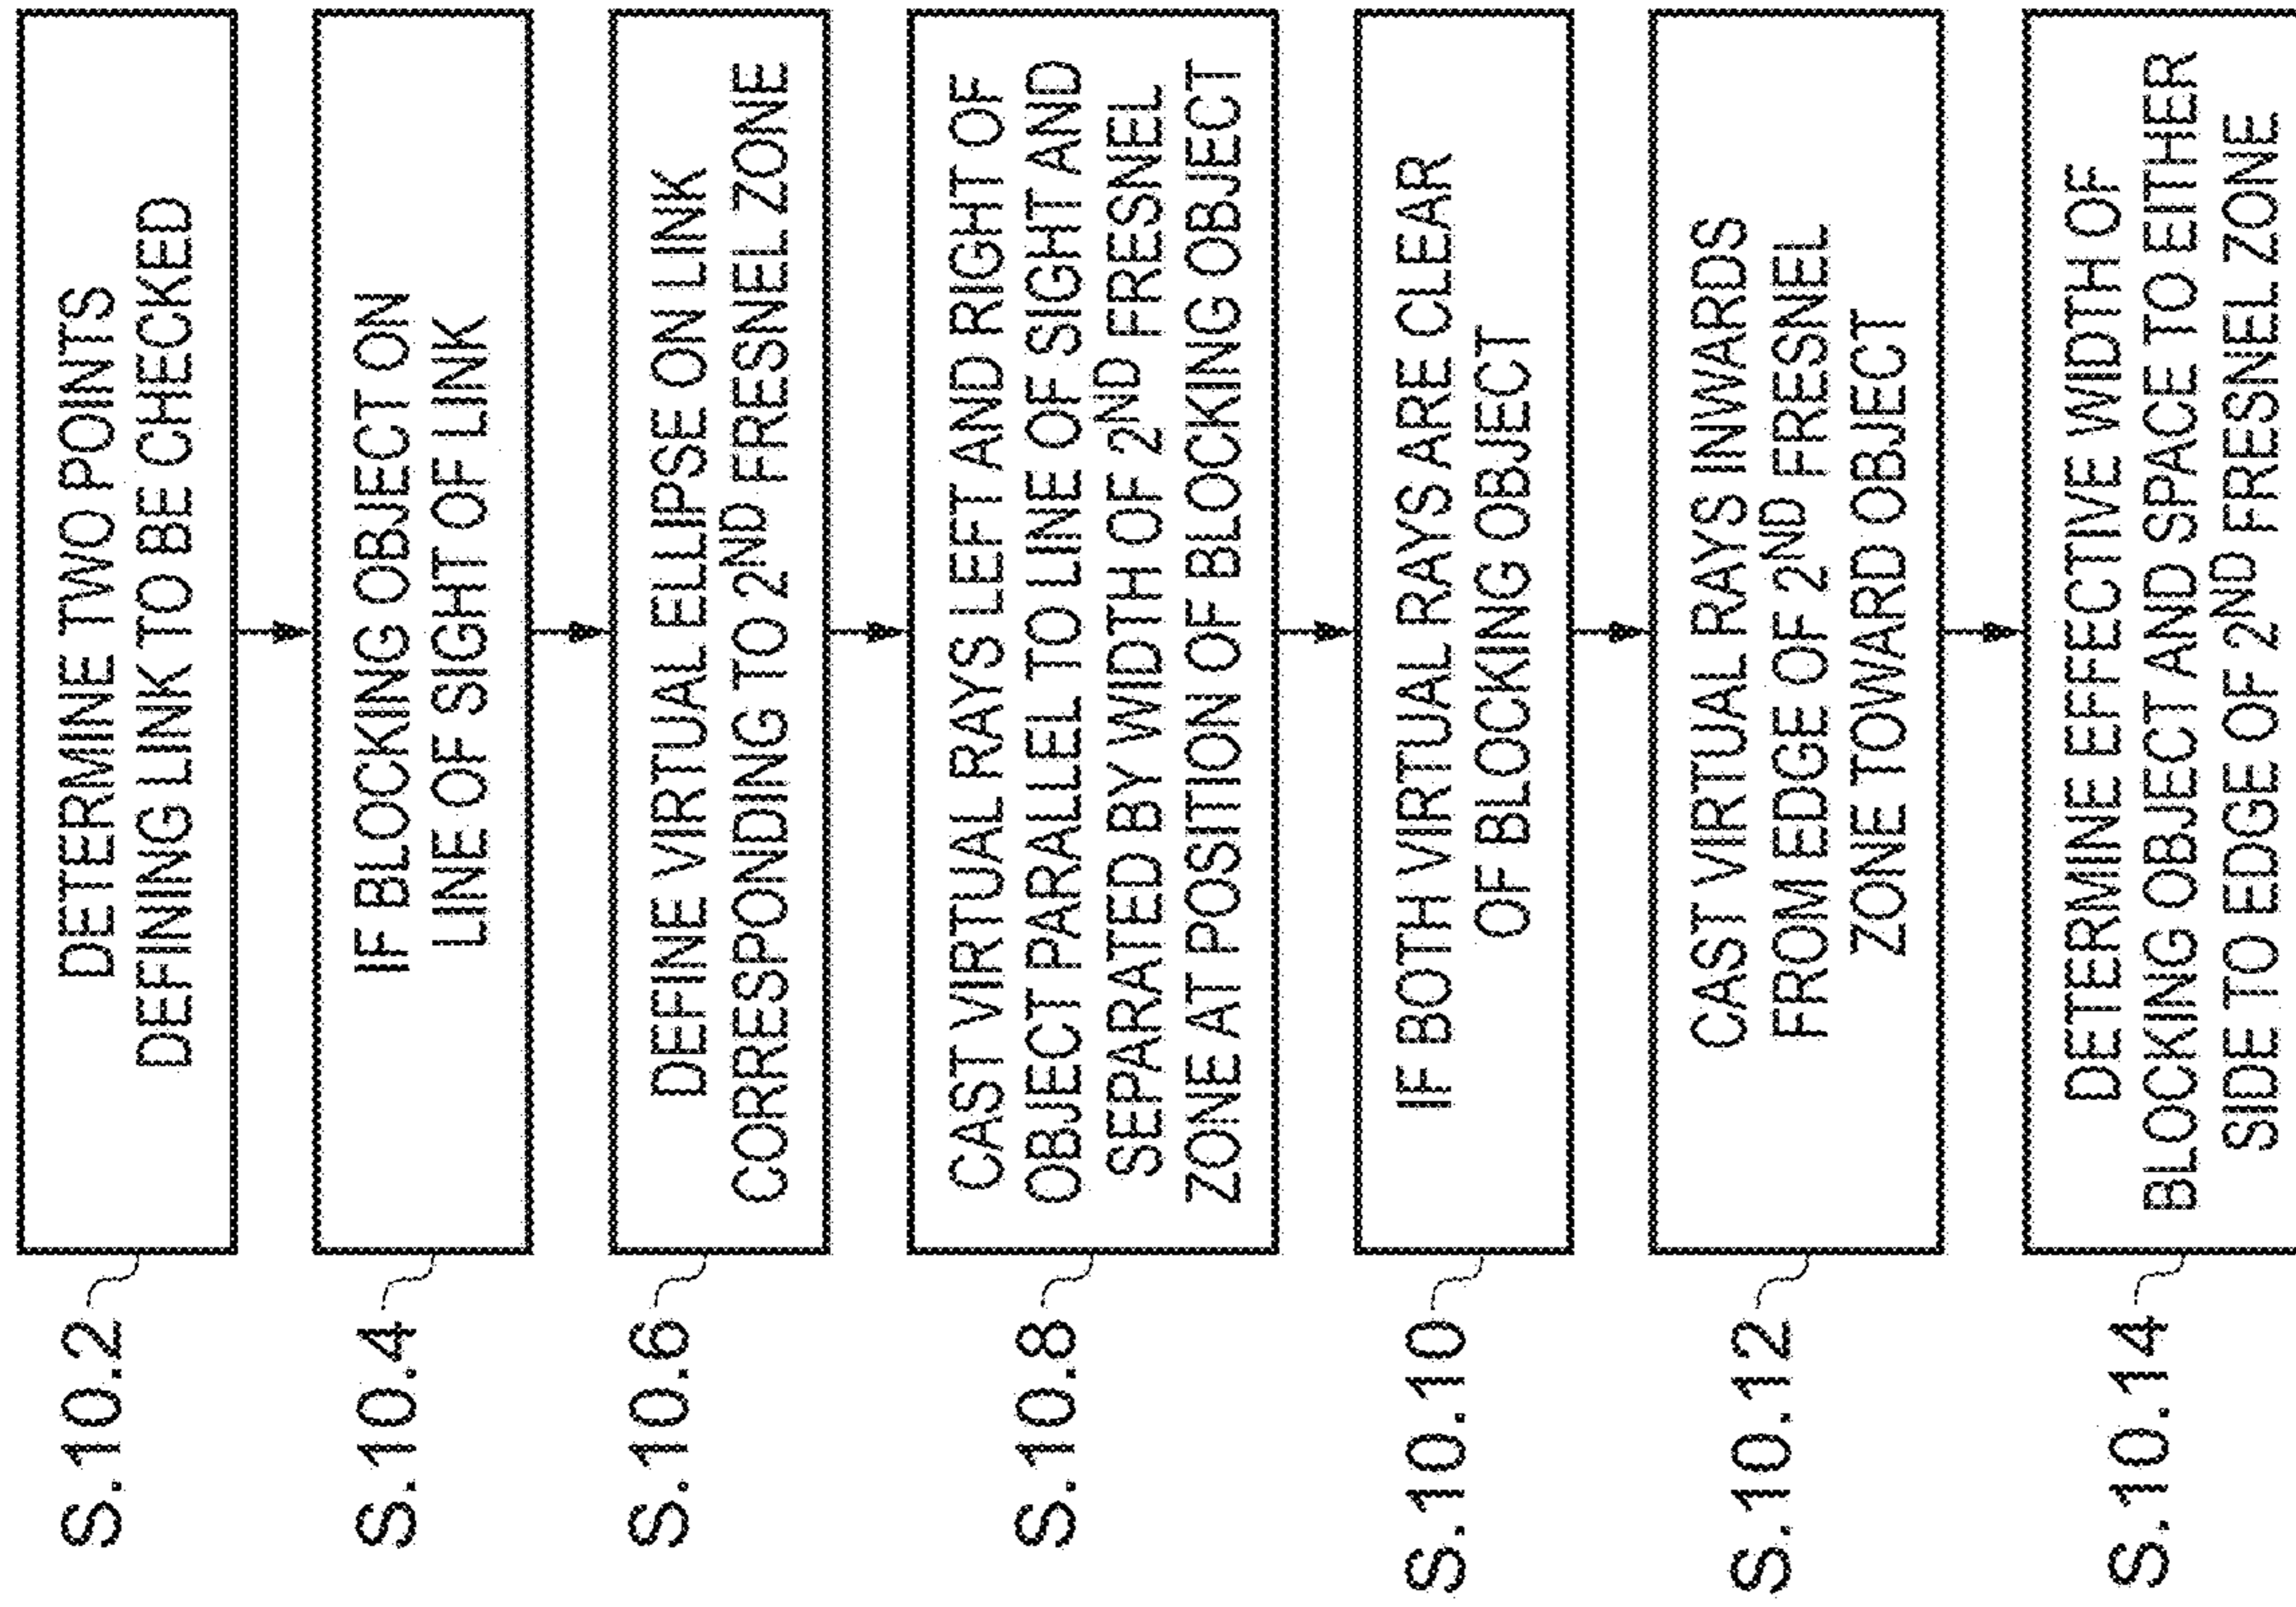 S.10.2
DETERMINE TWO POINTS
DEFINING LINK TO BE CHECKED
S.10.4
IF BLOCKING OBJECT ON
LINE OF SIGHT OF LINK
S.10.6
DEFINE VIRTUAL ELLIPSE ON LINK
CORRESPONDING TO 2ND FRESNEL ZONE
S.10.8
CAST VIRTUAL RAYS LEFT AND RIGHT OF
OBJECT PARALLEL TO LINE OF SIGHT AND
SEPARATED BY WIDTH OF 2ND FRESNEL
ZONE AT POSITION OF BLOCKING OBJECT
S.10.10
IF BOTH VIRTUAL RAYS ARE CLEAR
OF BLOCKING OBJECT
S.10.12
CAST VIRTUAL RAYS INWARDS
FROM EDGE OF 2ND FRESNEL
ZONE TOWARD OBJECT
S.10.14
DETERMINE EFFECTIVE WIDTH OF
BLOCKING OBJECT AND SPACE TO EITHER
SIDE TO EDGE OF 2ND FRESNEL ZONE